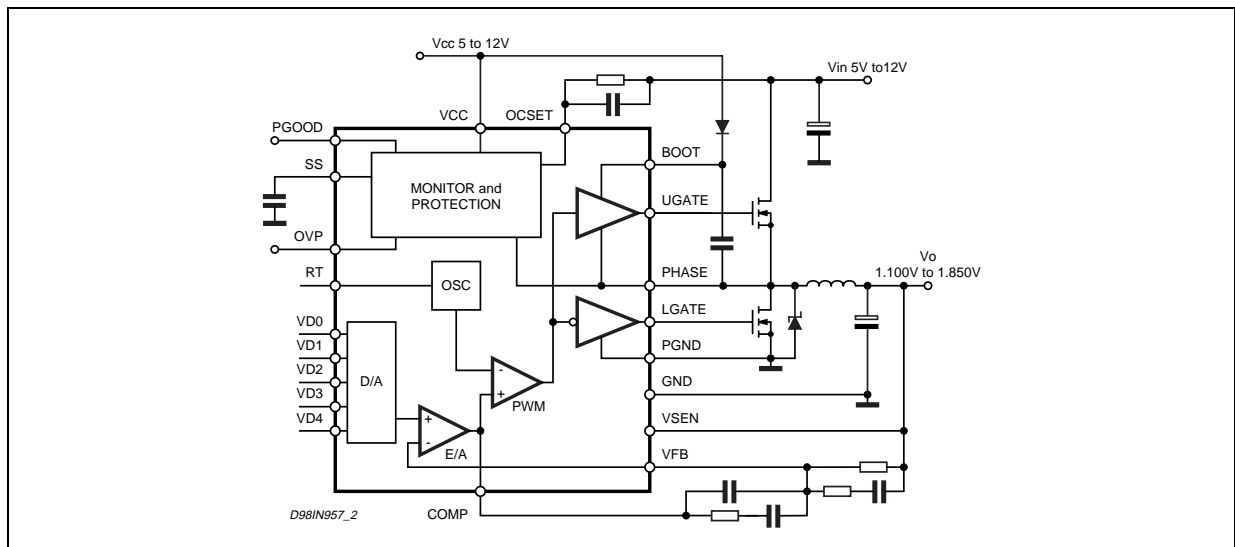 Vcc 5 to 12V
Vin 5V to12V
VCC
OCSET
PGOOD
BOOT
SS
MONITOR and
PROTECTION
UGATE
OVP
Vo
1.100V to 1.850V
RT
PHASE
OSC
LGATE
VD0
VD1
PGND
VD2
D/A
GND
VD3
-
+
PWM
VD4
+
-
VSEN
E/A
VFB
COMP
D98IN957_2